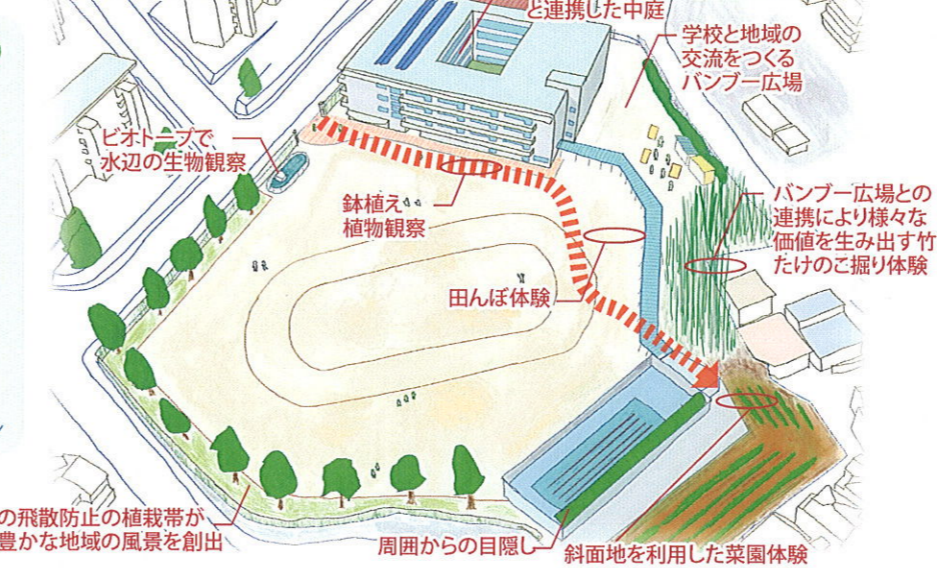 と連携した中庭
学校と地域の
交流をつくる
バンブー広場
ビオトープで
水辺の生物観察
鉢植え
植物観察
バンブー広場との
連携により様々な
価値を生み出す竹
たけのこ掘り体験
田んぼ体験
の飛散防止の植栽帯が
豊かな地域の風景を創出
周囲からの目隠し
斜面地を利用した菜園体験